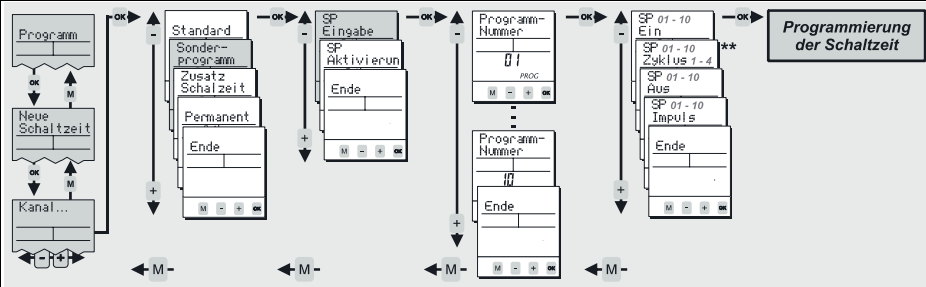 Programm
OK
M
Neue
Schaltzeit
OK
M
Kanal...
- +
OK
-
+
Standard
Sonder-
programm
Zusatz
Schalzeit
Permanent
Ende
M - + OK
M
OK
-
+
SP
Eingabe
SP
Aktivierun
Ende
M - + OK
M
OK
-
+
Programm-
Nummer
01
PROG
M - + OK
Programm-
Nummer
10
Ende
M - + OK
M
OK
-
+
SP 01 - 10
Ein
SP 01 - 10
Zyklus 1 - 4
**
SP 01 - 10
Aus
SP 01 - 10
Impuls
Ende
M - + OK
M
OK
Programmierung
der Schaltzeit